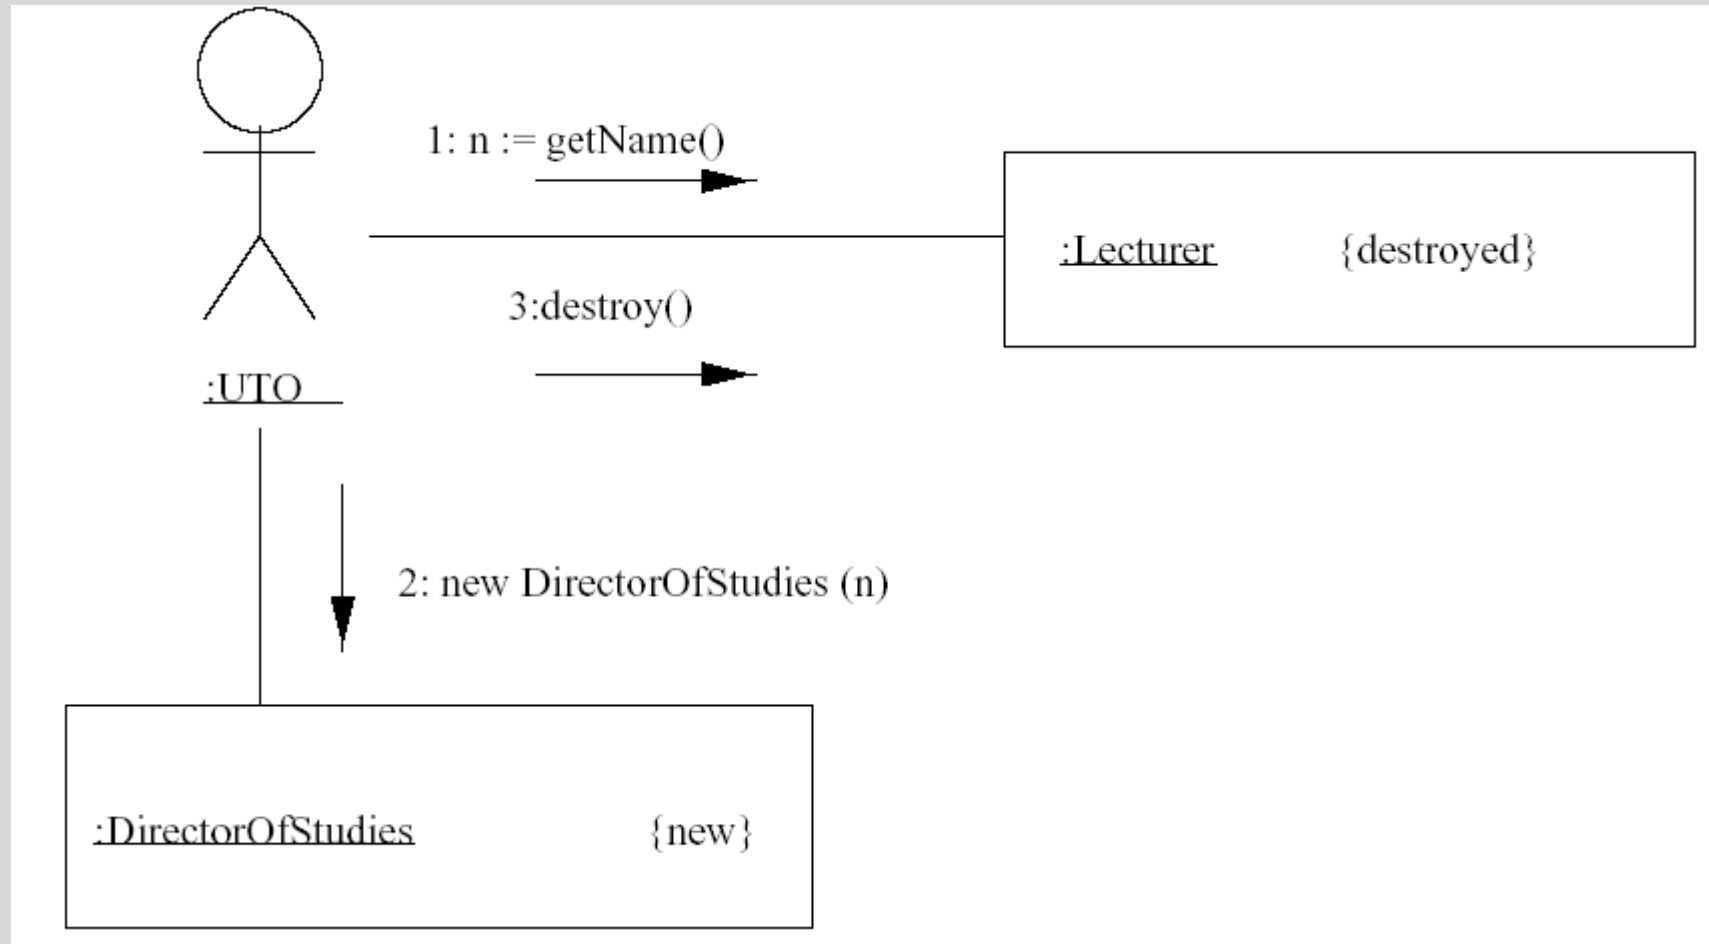 1: n := getName()
:Lecturer {destroyed}
3:destroy()
:UTO
2: new DirectorOfStudies (n)
:DirectorOfStudies {new}